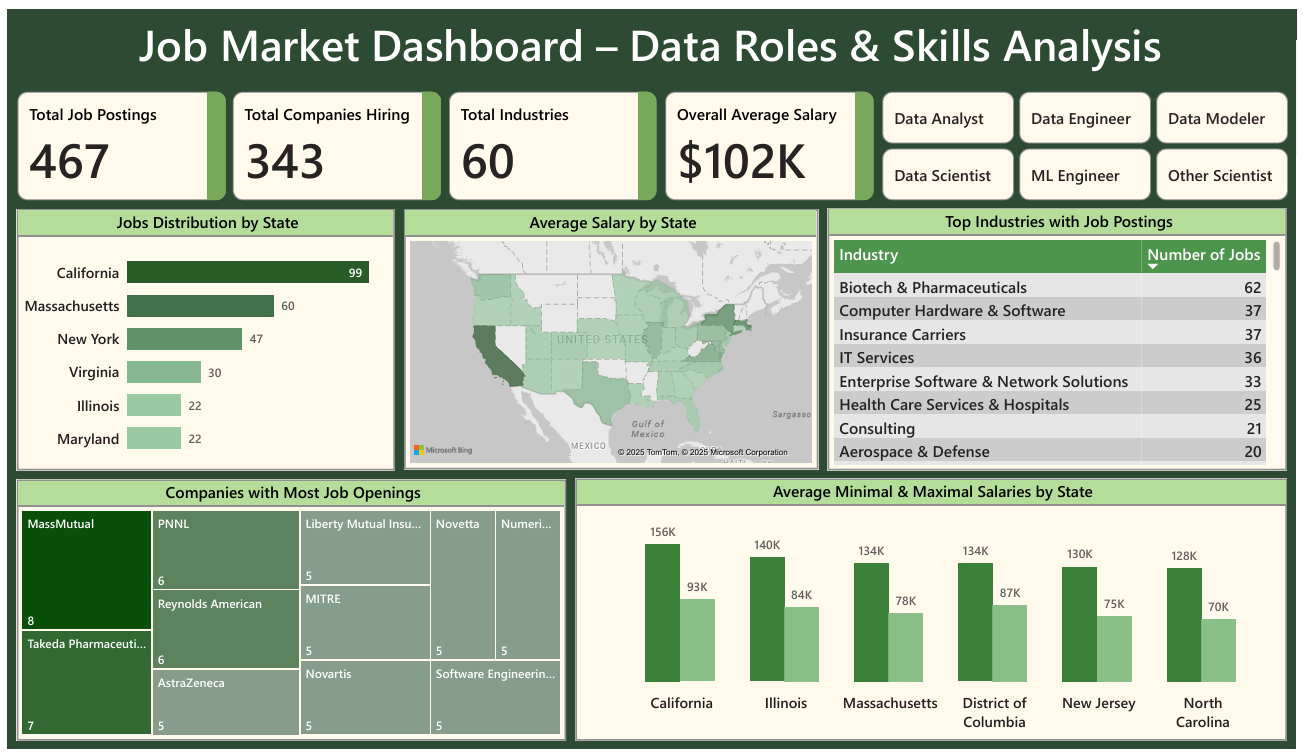 Job Market Dashboard – Data Roles & Skills Analysis
Total Job Postings
467
Total Companies Hiring
343
Total Industries
60
Overall Average Salary
$102K
Data Analyst
Data Engineer
Data Modeler
Data Scientist
ML Engineer
Other Scientist
Jobs Distribution by State
California 99
Massachusetts 60
New York 47
Virginia 30
Illinois 22
Maryland 22
Average Salary by State
UNITED STATES
Gulf of
Mexico
MEXICO
Sargasso
Microsoft Bing
© 2025 TomTom, © 2025 Microsoft Corporation
Top Industries with Job Postings
Industry Number of Jobs
Biotech & Pharmaceuticals 62
Computer Hardware & Software 37
Insurance Carriers 37
IT Services 36
Enterprise Software & Network Solutions 33
Health Care Services & Hospitals 25
Consulting 21
Aerospace & Defense 20
Companies with Most Job Openings
MassMutual
8
Takeda Pharmaceuti...
7
PNNL
6
Reynolds American
6
AstraZeneca
5
Liberty Mutual Insu...
5
MITRE
5
Novartis
5
Novetta
5
Numeri...
5
Software Engineerin...
5
Average Minimal & Maximal Salaries by State
156K 93K
140K 84K
134K 78K
134K 87K
130K 75K
128K 70K
California
Illinois
Massachusetts
District of
Columbia
New Jersey
North
Carolina